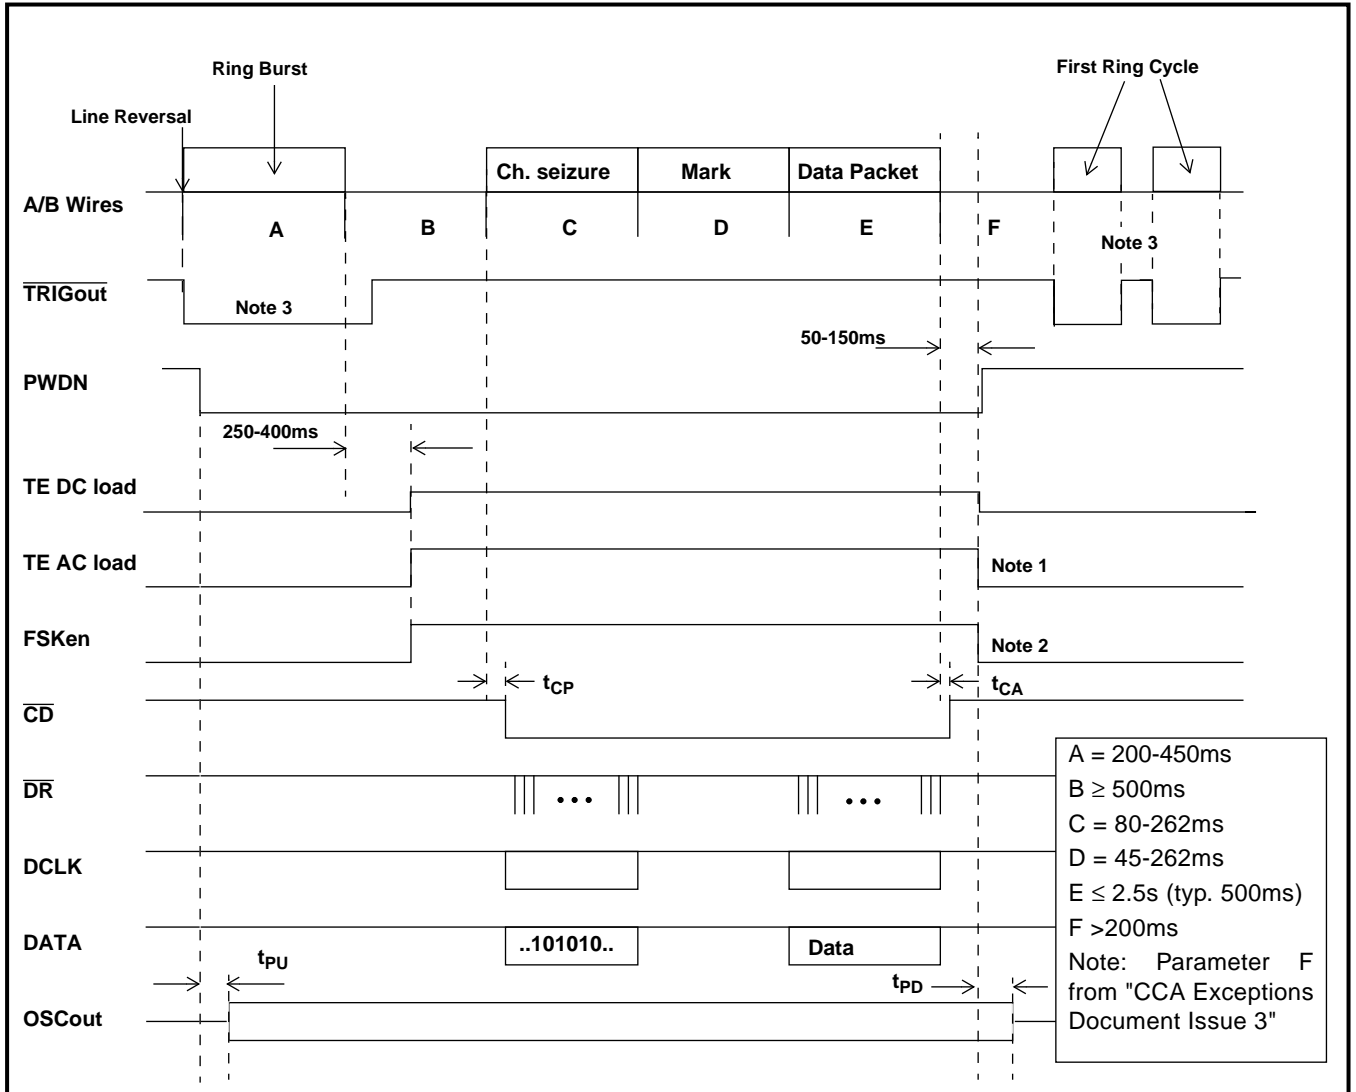 Ring Burst
First Ring Cycle
Line Reversal
Ch. seizure Mark Data Packet
A/B Wires
A B C D E F
Note 3
TRIGout
Note 3
50-150ms
PWDN
250-400ms
TE DC load
TE AC load
Note 1
FSKen
Note 2
tCP tCA
CD
DR
DCLK
DATA
..101010.. Data
tPU tPD
OSCout
A = 200-450ms
B ≥ 500ms
C = 80-262ms
D = 45-262ms
E ≤ 2.5s (typ. 500ms)
F >200ms
Note: Parameter F
from "CCA Exceptions
Document Issue 3"